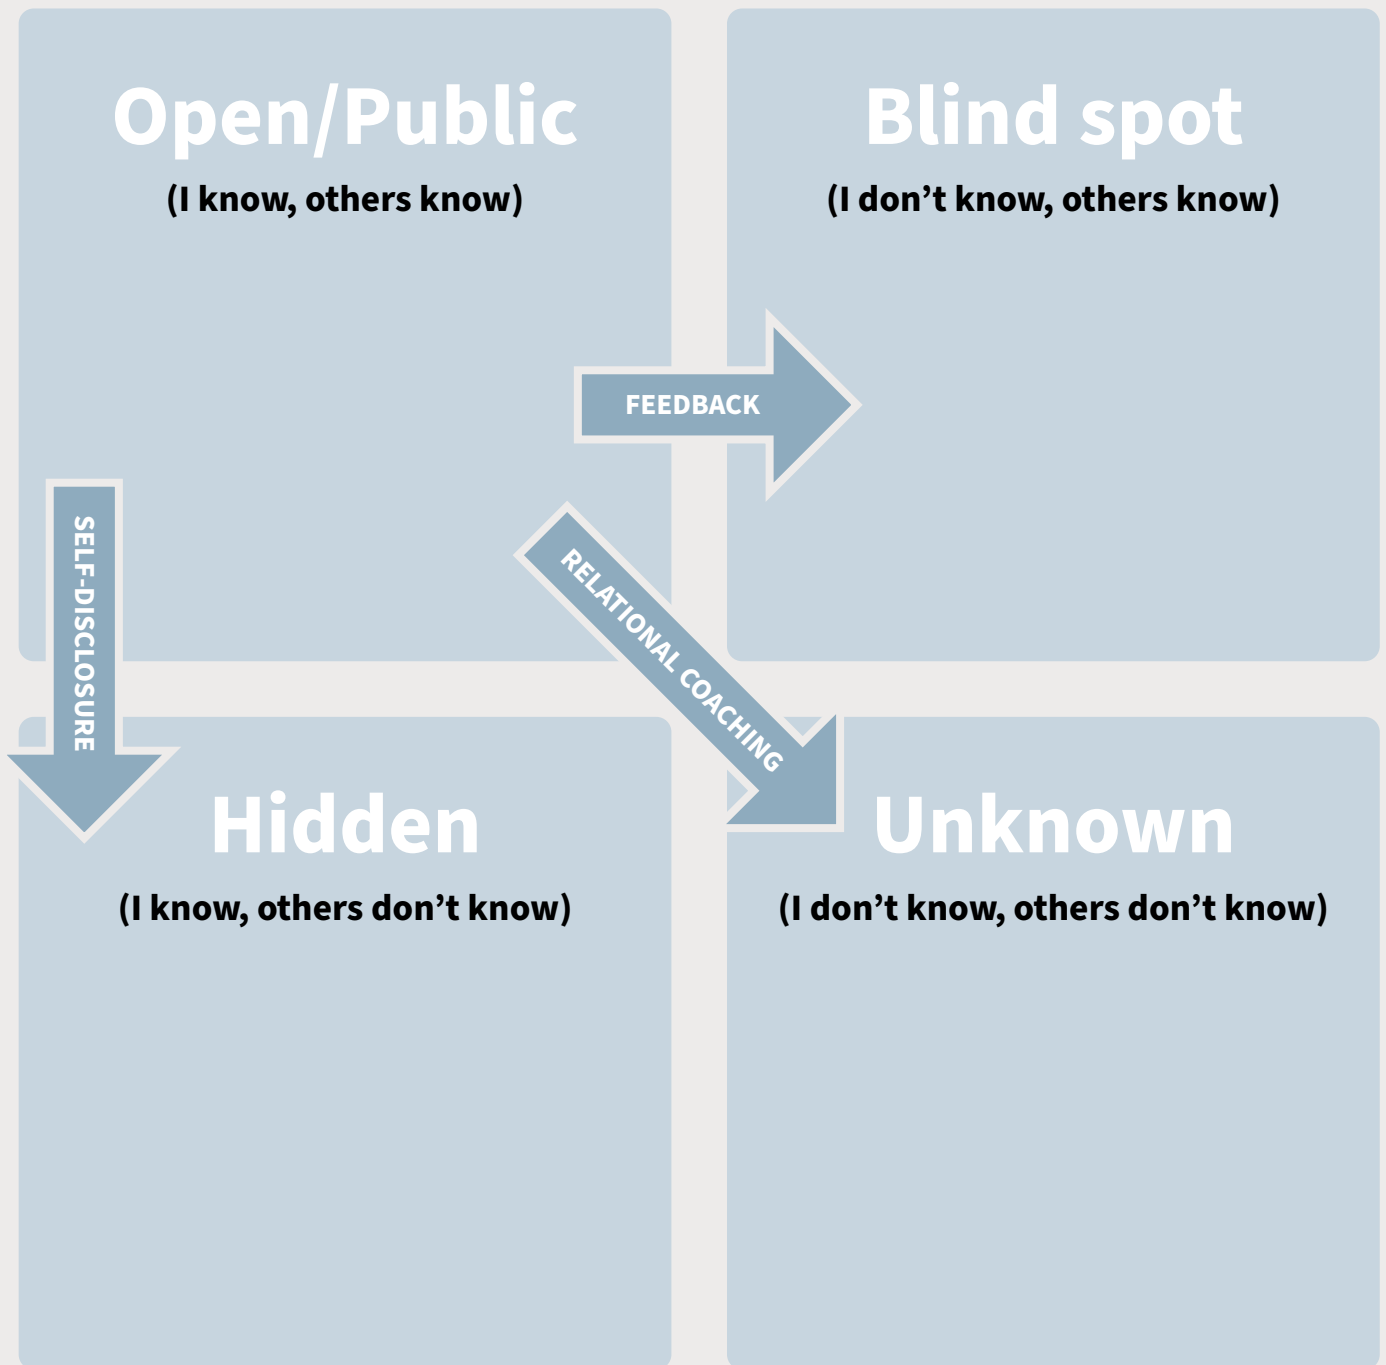 Open/Public
(I know, others know)
Blind spot
(I don’t know, others know)
FEEDBACK
SELF-DISCLOSURE
RELATIONAL COACHING
Hidden
(I know, others don’t know)
Unknown
(I don’t know, others don’t know)